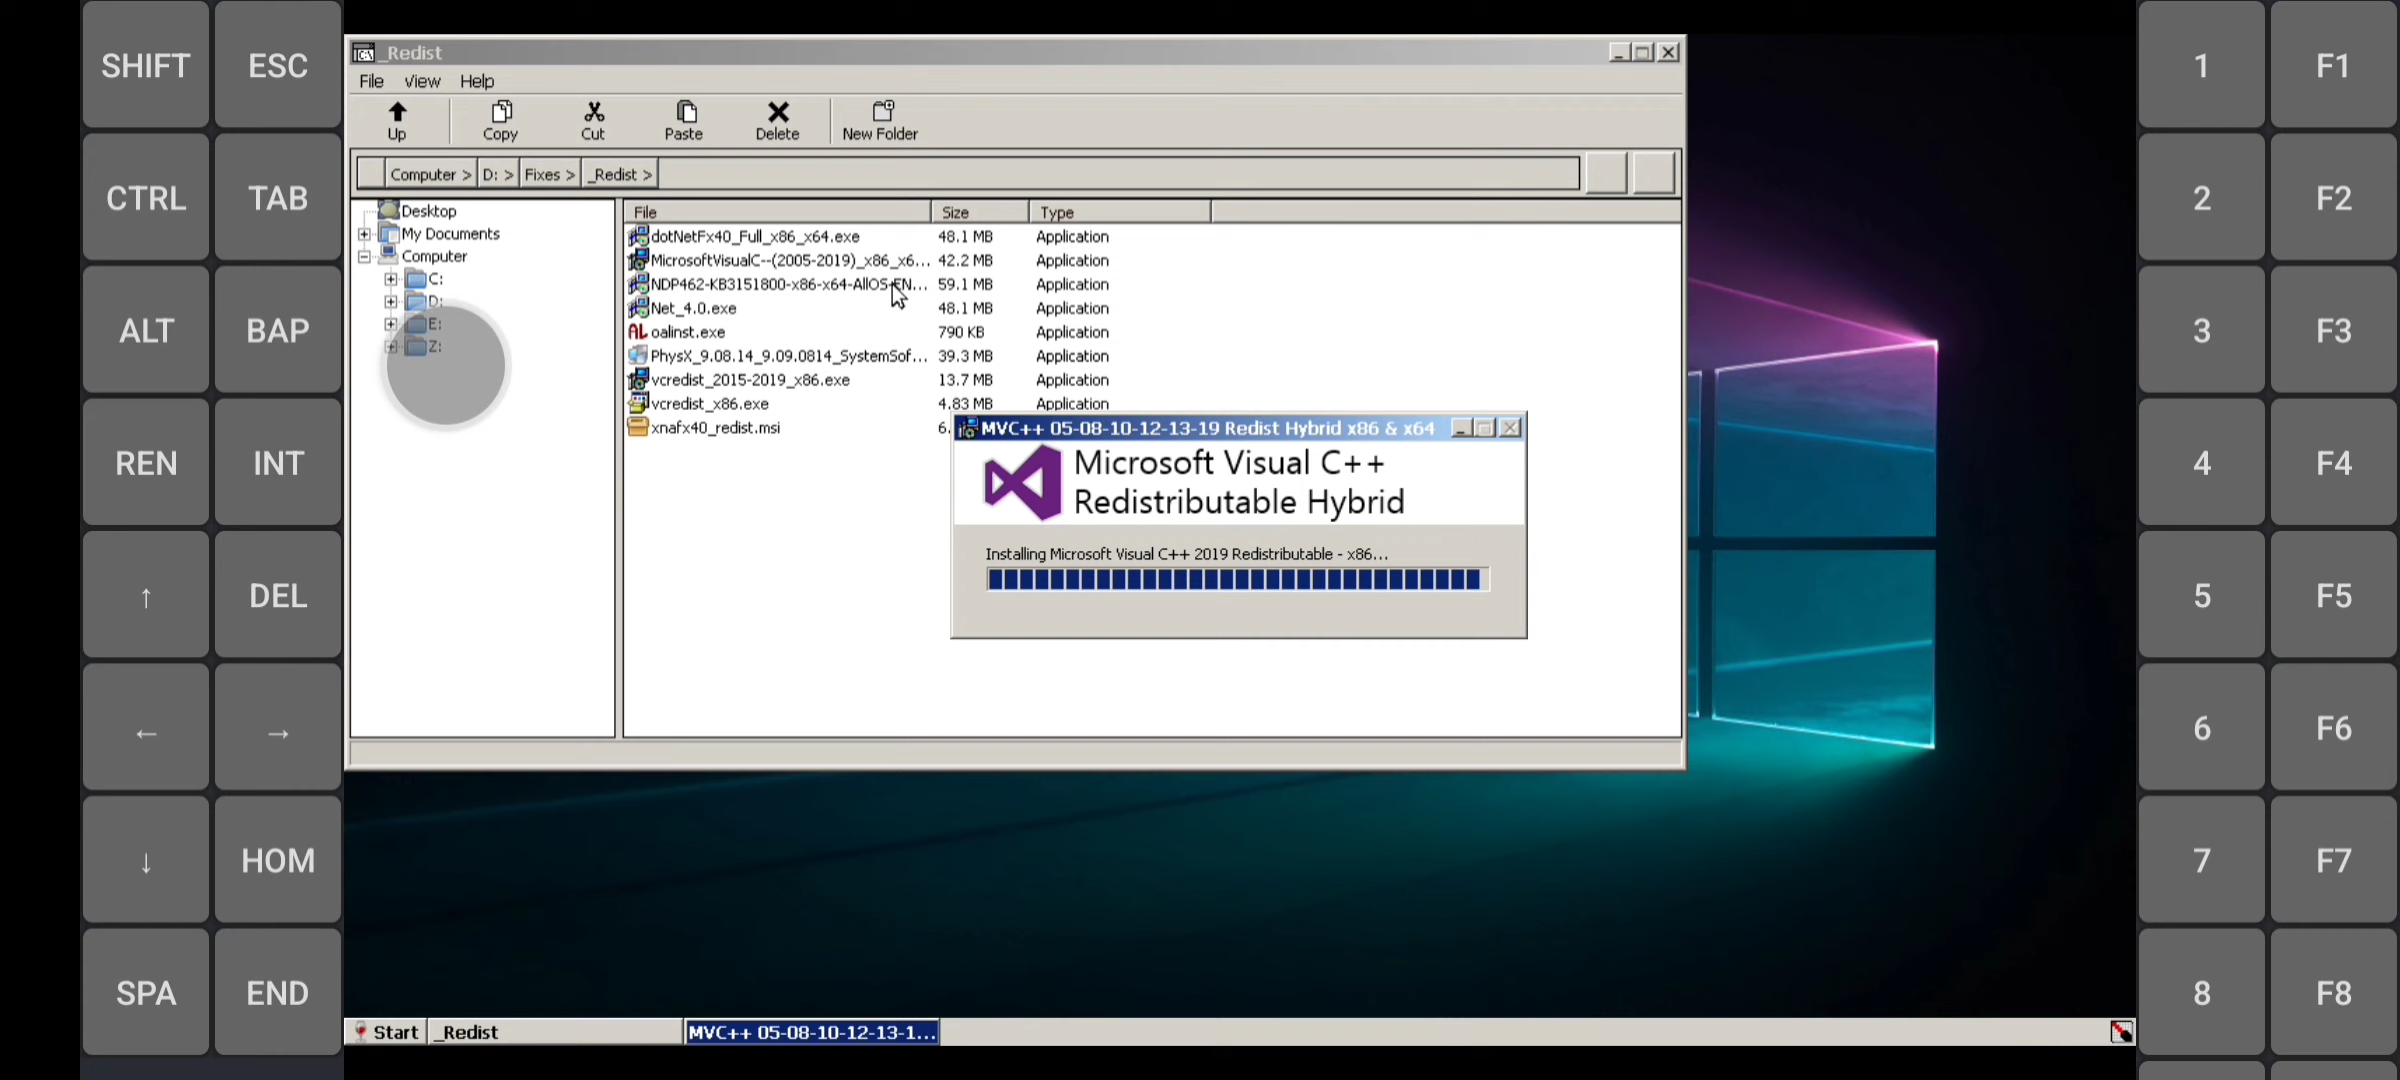 SHIFT ESC
CTRL TAB
ALT BAP
REN INT
↑ DEL
← →
↓ HOM
SPA END
_Redist
File View Help
Up Copy Cut Paste Delete New Folder
Computer > D: > Fixes > _Redist >
Desktop
My Documents
Computer
C:
D:
E:
Z:
File Size Type
dotNetFx40_Full_x86_x64.exe 48.1 MB Application
MicrosoftVisualC--(2005-2019)_x86_x6... 42.2 MB Application
NDP462-KB3151800-x86-x64-AllOS-EN... 59.1 MB Application
Net_4.0.exe 48.1 MB Application
AL oalinst.exe 790 KB Application
PhysX_9.08.14_9.09.0814_SystemSof... 39.3 MB Application
vcredist_2015-2019_x86.exe 13.7 MB Application
vcredist_x86.exe 4.83 MB Application
xnafx40_redist.msi 6.
MVC++ 05-08-10-12-13-19 Redist Hybrid x86 & x64
Microsoft Visual C++
Redistributable Hybrid
Installing Microsoft Visual C++ 2019 Redistributable - x86...
Start _Redist MVC++ 05-08-10-12-13-1...
1 F1
2 F2
3 F3
4 F4
5 F5
6 F6
7 F7
8 F8